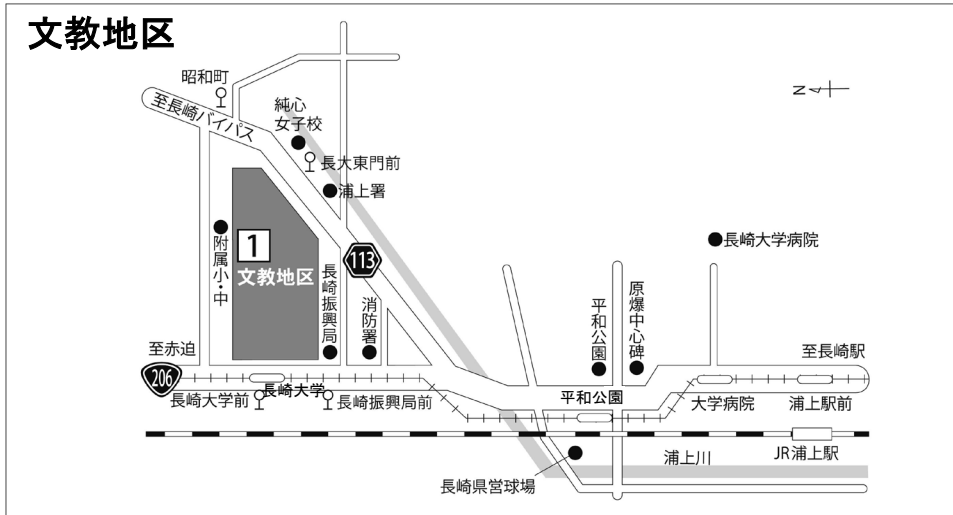 文教地区
昭和町
至長崎バイパス
純心
女子校
長大東門前
浦上署
N
附属小・中
1
文教地区
長崎振興局
113
消防署
長崎大学病院
平和公園
原爆中心碑
至赤迫
206
至長崎駅
長崎大学前
長崎大学
長崎振興局前
平和公園
大学病院
浦上駅前
浦上川
JR浦上駅
長崎県営球場